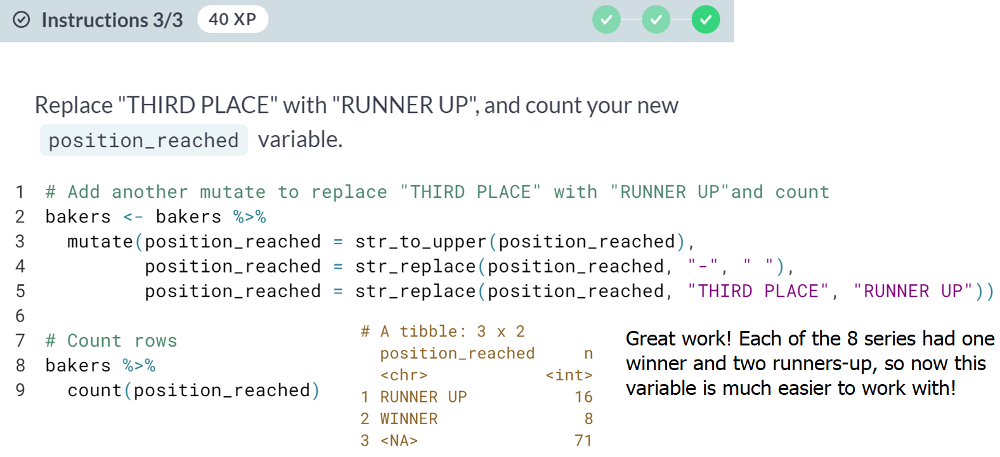 Instructions 3/3 40 XP
Replace "THIRD PLACE" with "RUNNER UP", and count your new
position_reached variable.
1 # Add another mutate to replace "THIRD PLACE" with "RUNNER UP"and count
2 bakers <- bakers %>%
3 mutate(position_reached = str_to_upper(position_reached),
4 position_reached = str_replace(position_reached, "-", " "),
5 position_reached = str_replace(position_reached, "THIRD PLACE", "RUNNER UP"))
6
7 # Count rows
8 bakers %>%
9 count(position_reached)
# A tibble: 3 x 2
position_reached n
<chr> <int>
1 RUNNER UP 16
2 WINNER 8
3 <NA> 71
Great work! Each of the 8 series had one
winner and two runners-up, so now this
variable is much easier to work with!